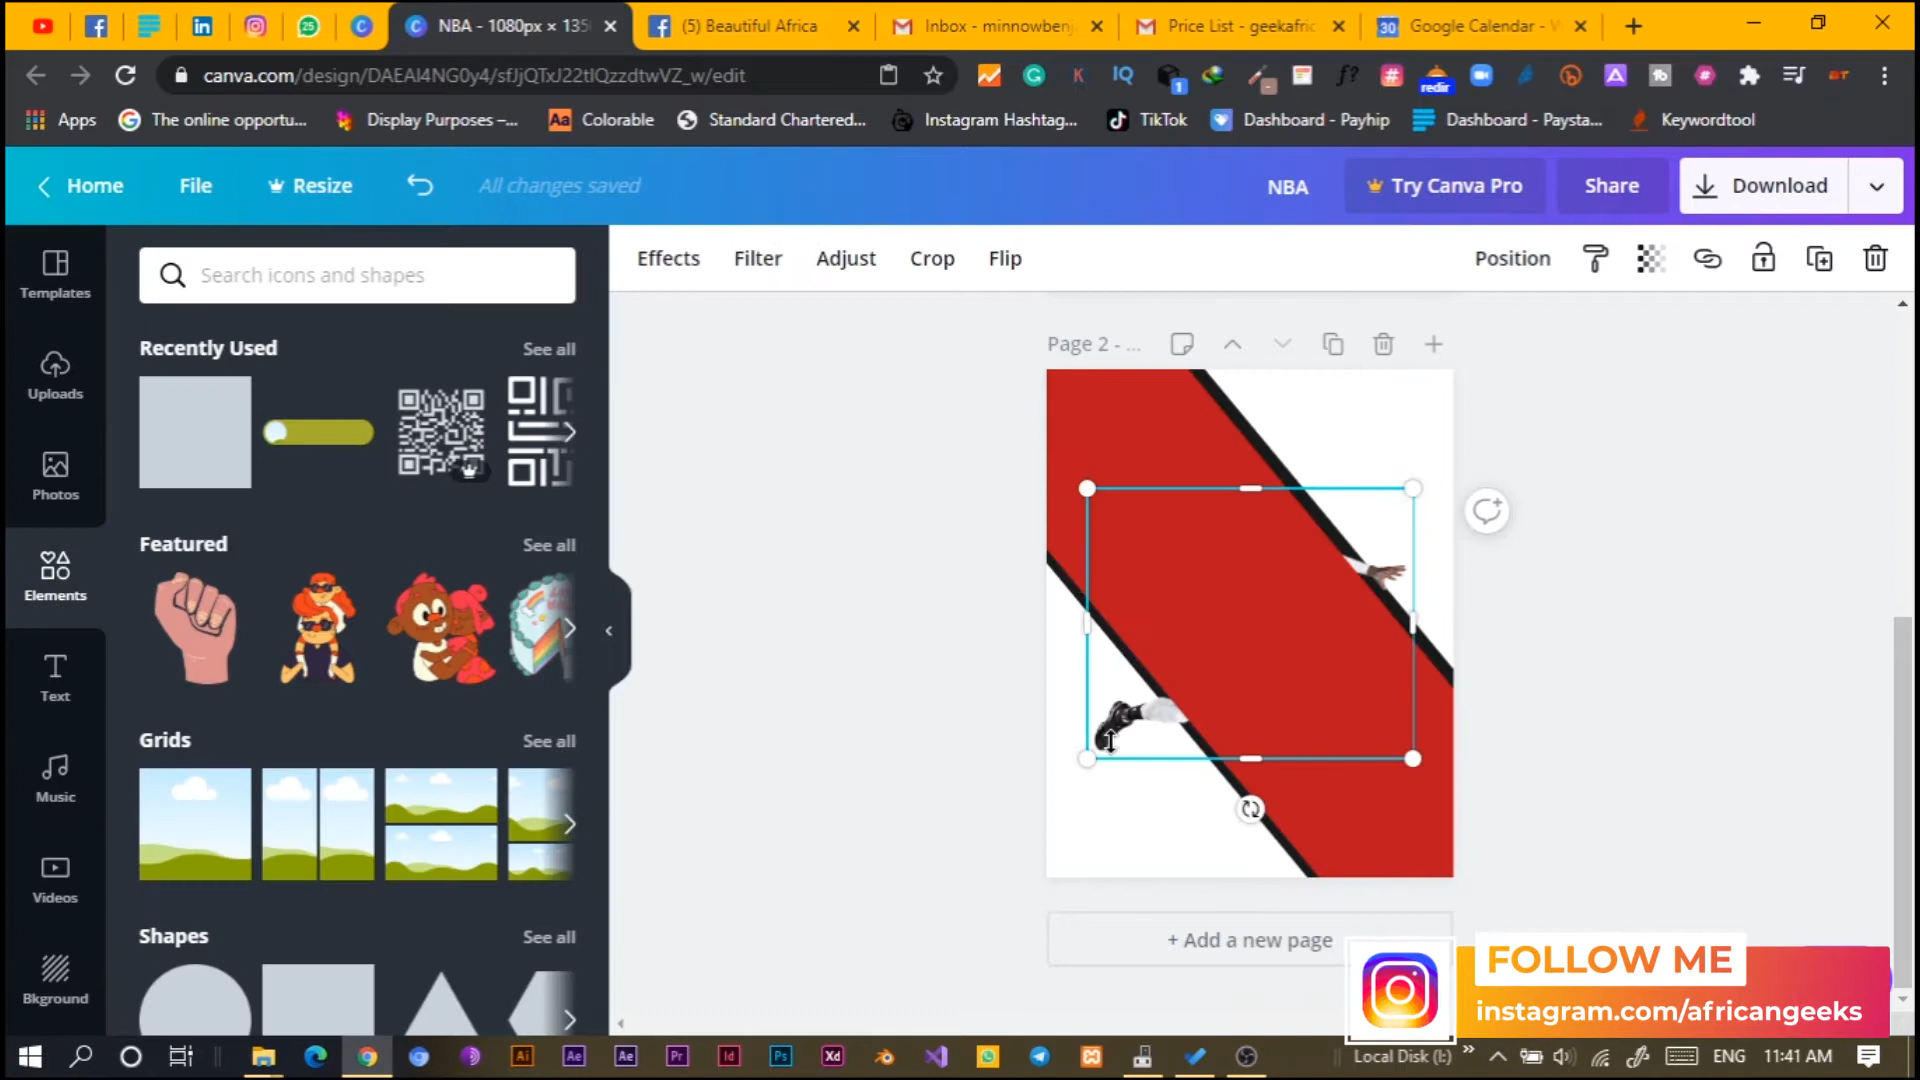 NBA - 1080px × 135
(5) Beautiful Africa
Inbox - minnowbenj
Price List - geekafric
Google Calendar - V
canva.com/design/DAEAl4NG0y4/sfJjQTxJ22tIQzzdtwVZ_w/edit
redir
Apps
The online opportu...
Display Purposes –...
Colorable
Standard Chartered...
Instagram Hashtag...
TikTok
Dashboard - Payhip
Dashboard - Paysta...
Keywordtool
Home
File
Resize
All changes saved
NBA
Try Canva Pro
Share
Download
Effects
Filter
Adjust
Crop
Flip
Position
Templates
Uploads
Photos
Elements
Text
Music
Videos
Bkground
Search icons and shapes
Recently Used
See all
Featured
See all
Grids
See all
Shapes
See all
Page 2 - ...
+ Add a new page
FOLLOW ME
instagram.com/africangeeks
Local Disk (I:)
ENG
11:41 AM